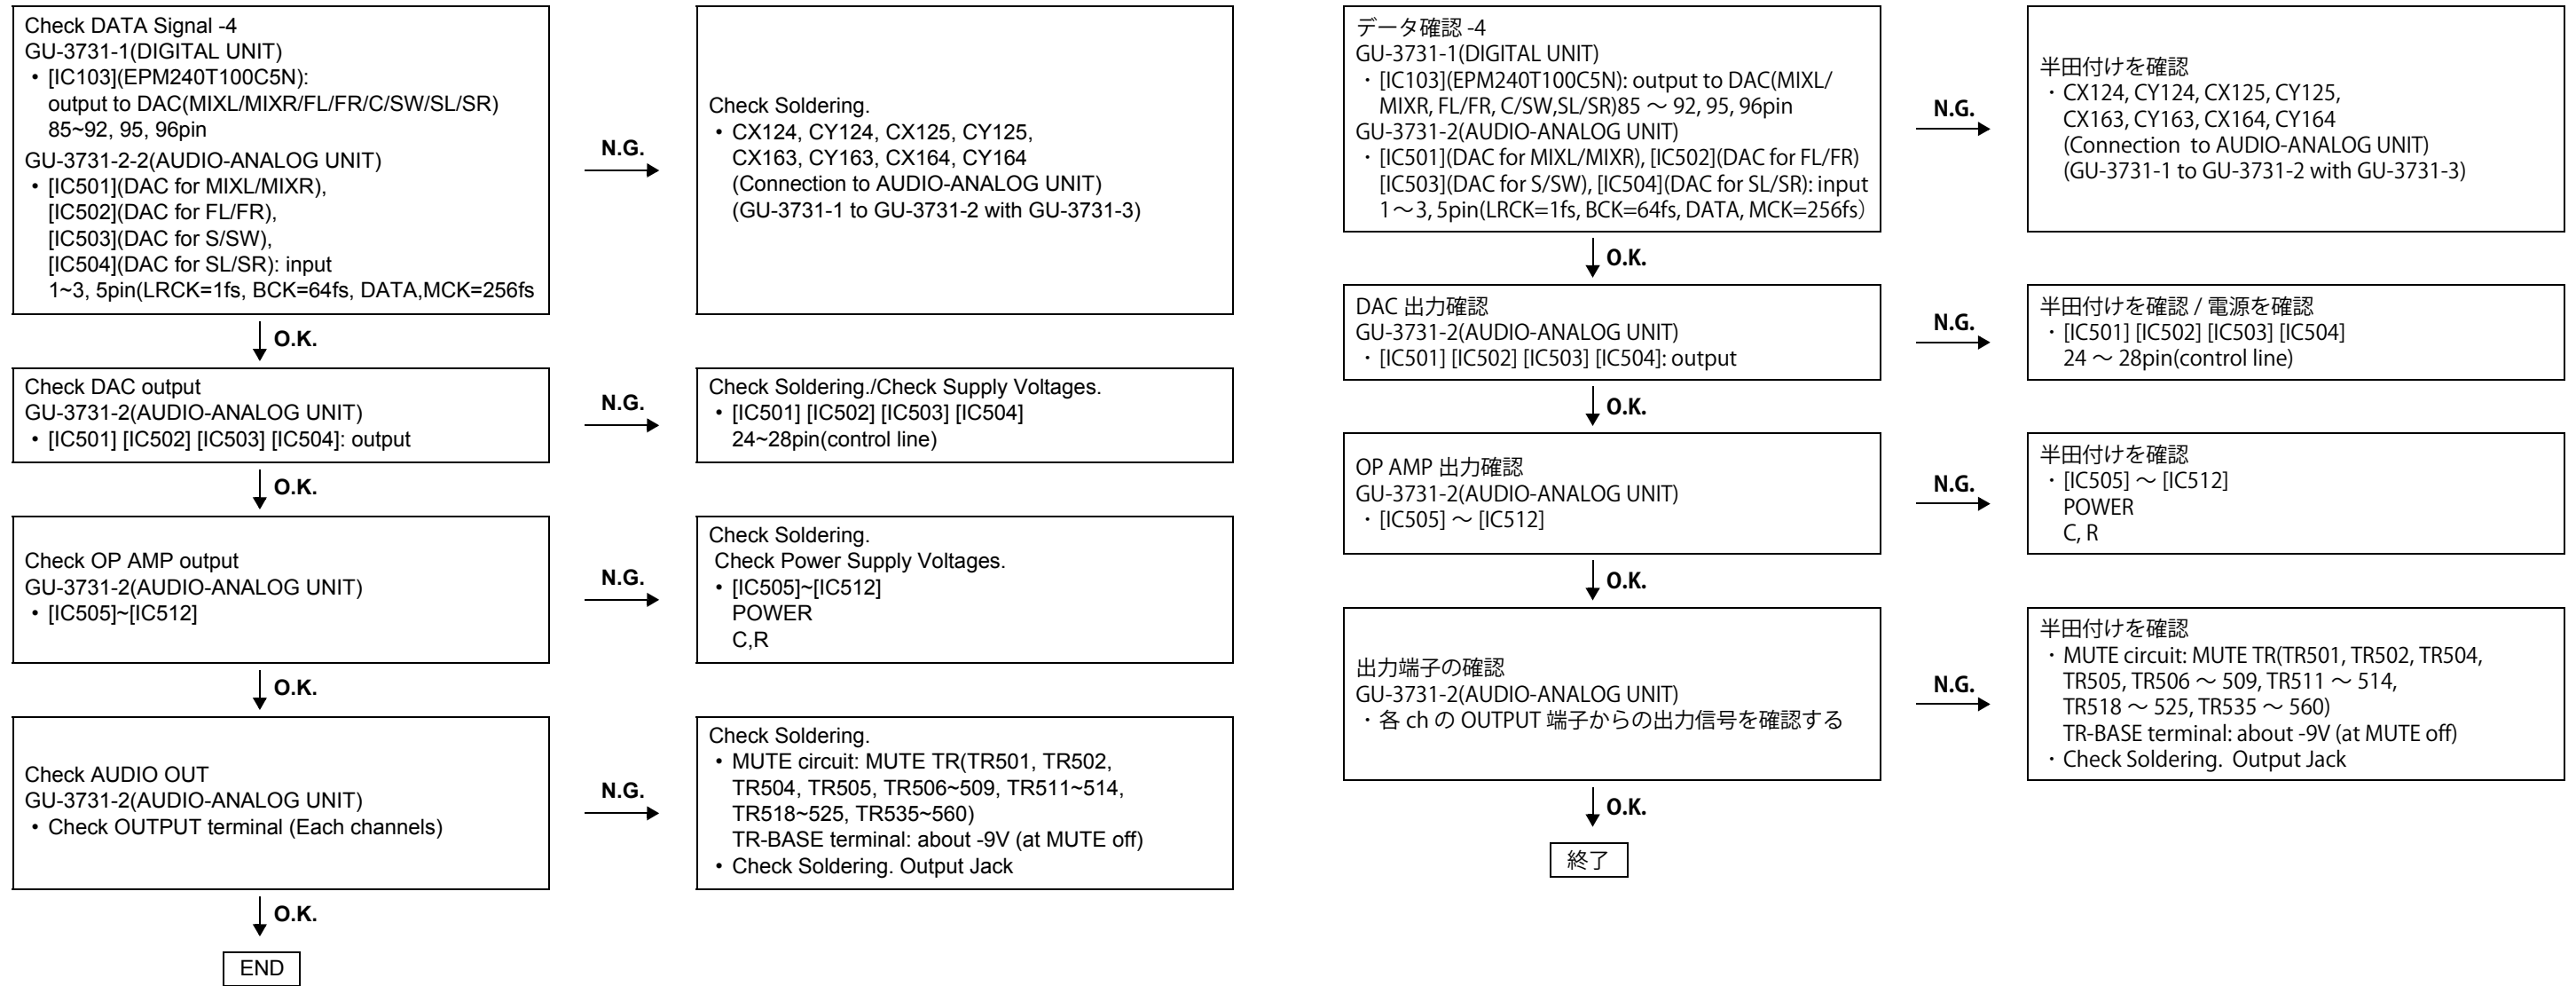 Check DATA Signal -4
GU-3731-1(DIGITAL UNIT)
• [IC103](EPM240T100C5N):
output to DAC(MIXL/MIXR/FL/FR/C/SW/SL/SR)
85~92, 95, 96pin
GU-3731-2-2(AUDIO-ANALOG UNIT)
• [IC501](DAC for MIXL/MIXR),
[IC502](DAC for FL/FR),
[IC503](DAC for S/SW),
[IC504](DAC for SL/SR): input
1~3, 5pin(LRCK=1fs, BCK=64fs, DATA,MCK=256fs
N.G.
Check Soldering.
• CX124, CY124, CX125, CY125,
CX163, CY163, CX164, CY164
(Connection to AUDIO-ANALOG UNIT)
(GU-3731-1 to GU-3731-2 with GU-3731-3)
O.K.
Check DAC output
GU-3731-2(AUDIO-ANALOG UNIT)
• [IC501] [IC502] [IC503] [IC504]: output
N.G.
Check Soldering./Check Supply Voltages.
• [IC501] [IC502] [IC503] [IC504]
24~28pin(control line)
O.K.
Check OP AMP output
GU-3731-2(AUDIO-ANALOG UNIT)
• [IC505]~[IC512]
N.G.
Check Soldering.
Check Power Supply Voltages.
• [IC505]~[IC512]
POWER
C,R
O.K.
Check AUDIO OUT
GU-3731-2(AUDIO-ANALOG UNIT)
• Check OUTPUT terminal (Each channels)
N.G.
Check Soldering.
• MUTE circuit: MUTE TR(TR501, TR502,
TR504, TR505, TR506~509, TR511~514,
TR518~525, TR535~560)
TR-BASE terminal: about -9V (at MUTE off)
• Check Soldering. Output Jack
O.K.
END
データ確認 -4
GU-3731-1(DIGITAL UNIT)
・[IC103](EPM240T100C5N): output to DAC(MIXL/
MIXR, FL/FR, C/SW,SL/SR)85 ～ 92, 95, 96pin
GU-3731-2(AUDIO-ANALOG UNIT)
・[IC501](DAC for MIXL/MIXR), [IC502](DAC for FL/FR)
[IC503](DAC for S/SW), [IC504](DAC for SL/SR): input
1～3, 5pin(LRCK=1fs, BCK=64fs, DATA, MCK=256fs）
N.G.
半田付けを確認
・CX124, CY124, CX125, CY125,
CX163, CY163, CX164, CY164
(Connection to AUDIO-ANALOG UNIT)
(GU-3731-1 to GU-3731-2 with GU-3731-3)
O.K.
DAC 出力確認
GU-3731-2(AUDIO-ANALOG UNIT)
・[IC501] [IC502] [IC503] [IC504]: output
N.G.
半田付けを確認 / 電源を確認
・[IC501] [IC502] [IC503] [IC504]
24 ～ 28pin(control line)
O.K.
OP AMP 出力確認
GU-3731-2(AUDIO-ANALOG UNIT)
・[IC505] ～ [IC512]
N.G.
半田付けを確認
・[IC505] ～ [IC512]
POWER
C, R
O.K.
出力端子の確認
GU-3731-2(AUDIO-ANALOG UNIT)
・各 ch の OUTPUT 端子からの出力信号を確認する
N.G.
半田付けを確認
・MUTE circuit: MUTE TR(TR501, TR502, TR504,
TR505, TR506 ～ 509, TR511 ～ 514,
TR518 ～ 525, TR535 ～ 560)
TR-BASE terminal: about -9V (at MUTE off)
・Check Soldering. Output Jack
O.K.
終了